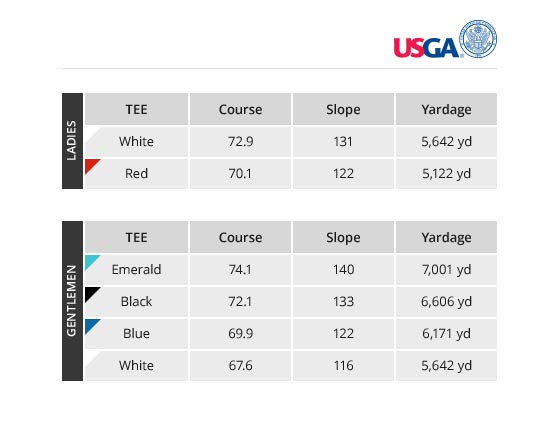 USGA
LADIES
TEE Course Slope Yardage
White 72.9 131 5,642 yd
Red 70.1 122 5,122 yd
GENTLEMEN
TEE Course Slope Yardage
Emerald 74.1 140 7,001 yd
Black 72.1 133 6,606 yd
Blue 69.9 122 6,171 yd
White 67.6 116 5,642 yd